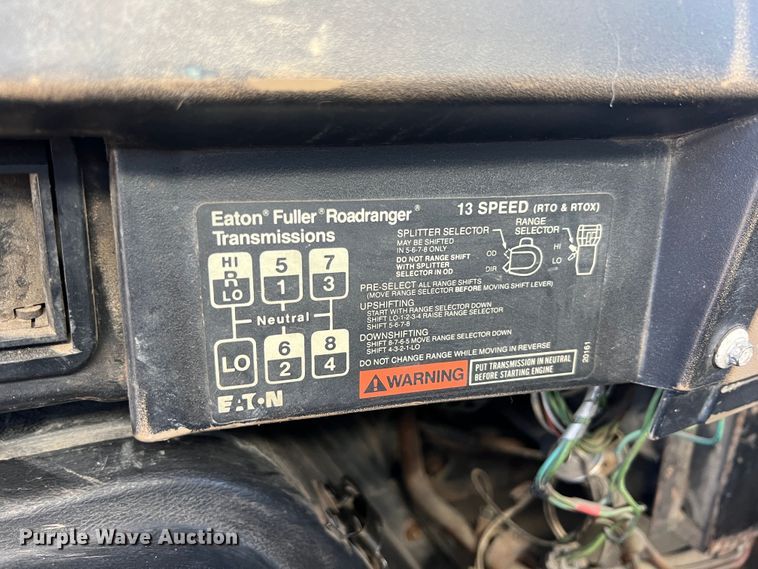 Eaton® Fuller® Roadranger®
Transmissions
13 SPEED (RTO & RTOX)
SPLITTER SELECTOR
MAY BE SHIFTED
IN 5-6-7-8 ONLY
DO NOT RANGE SHIFT
WITH SPLITTER
SELECTOR IN OD
OD
DIR
RANGE
SELECTOR
HI
LO
HI
R
LO
5
1
7
3
Neutral
LO
6
2
8
4
PRE-SELECT ALL RANGE SHIFTS
(MOVE RANGE SELECTOR BEFORE MOVING SHIFT LEVER)
UPSHIFTING
START WITH RANGE SELECTOR DOWN
SHIFT LO-1-2-3-4 RAISE RANGE SELECTOR
SHIFT 5-6-7-8
DOWNSHIFTING
SHIFT 8-7-6-5 MOVE RANGE SELECTOR DOWN
SHIFT 4-3-2-1-LO
DO NOT CHANGE RANGE WHILE MOVING IN REVERSE
WARNING
PUT TRANSMISSION IN NEUTRAL
BEFORE STARTING ENGINE
20161
EATON
Purple Wave Auction